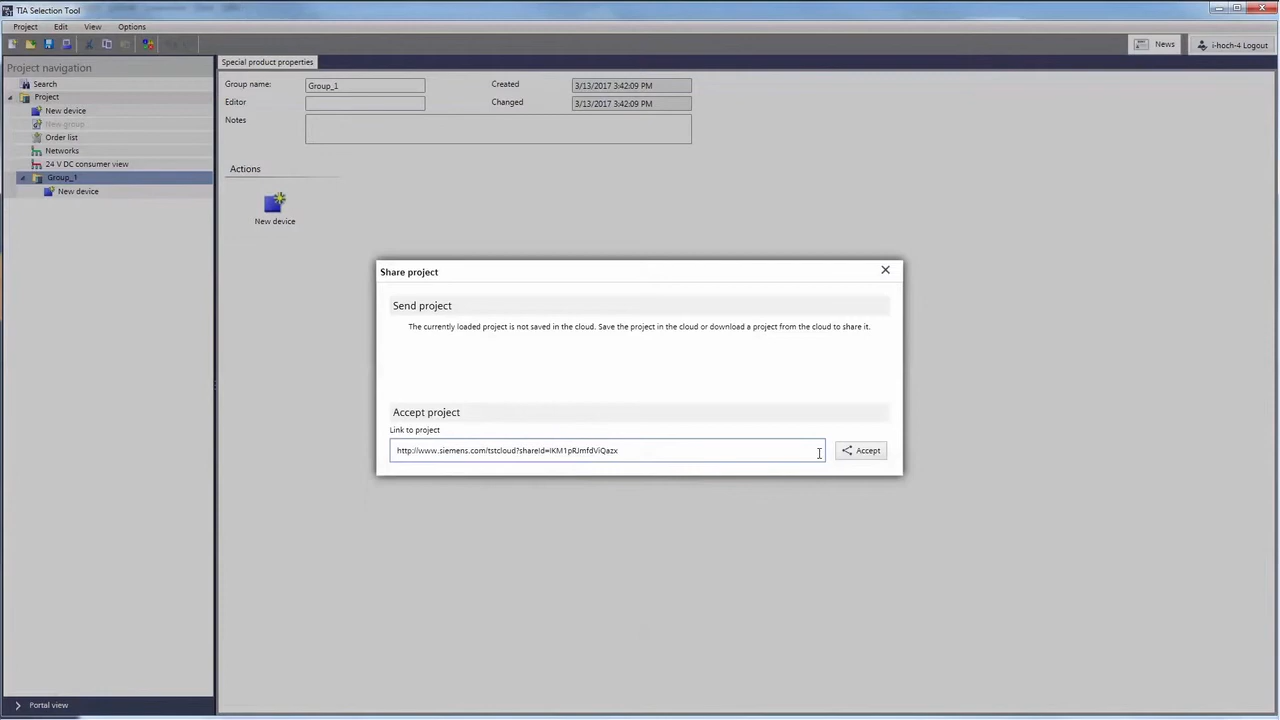 TIA Selection Tool
Project Edit View Options
News
i-hoch-4 Logout
Project navigation
Search
Project
New device
New group
Order list
Networks
24 V DC consumer view
Group_1
New device
Special product properties
Group name: Group_1 Created 3/13/2017 3:42:09 PM
Editor Changed 3/13/2017 3:42:09 PM
Notes
Actions
New device
Share project
Send project
The currently loaded project is not saved in the cloud. Save the project in the cloud or download a project from the cloud to share it.
Accept project
Link to project
http://www.siemens.com/tstcloud?shareId=IKM1pRJmfdViQazx
Accept
Portal view